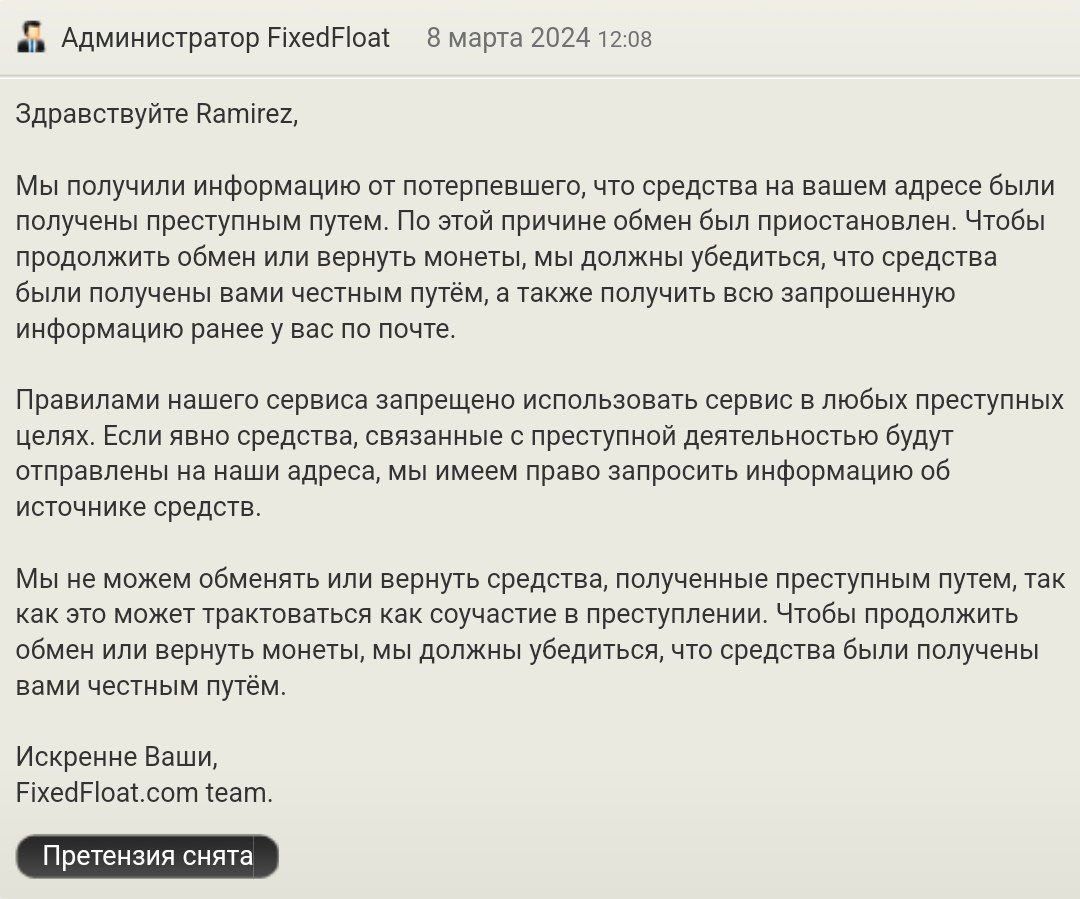 Администратор FixedFloat 8 марта 2024 12:08
Здравствуйте Ramirez,
Мы получили информацию от потерпевшего, что средства на вашем адресе были
получены преступным путем. По этой причине обмен был приостановлен. Чтобы
продолжить обмен или вернуть монеты, мы должны убедиться, что средства
были получены вами честным путём, а также получить всю запрошенную
информацию ранее у вас по почте.
Правилами нашего сервиса запрещено использовать сервис в любых преступных
целях. Если явно средства, связанные с преступной деятельностью будут
отправлены на наши адреса, мы имеем право запросить информацию об
источнике средств.
Мы не можем обменять или вернуть средства, полученные преступным путем, так
как это может трактоваться как соучастие в преступлении. Чтобы продолжить
обмен или вернуть монеты, мы должны убедиться, что средства были получены
вами честным путём.
Искренне Ваши,
FixedFloat.com team.
Претензия снята